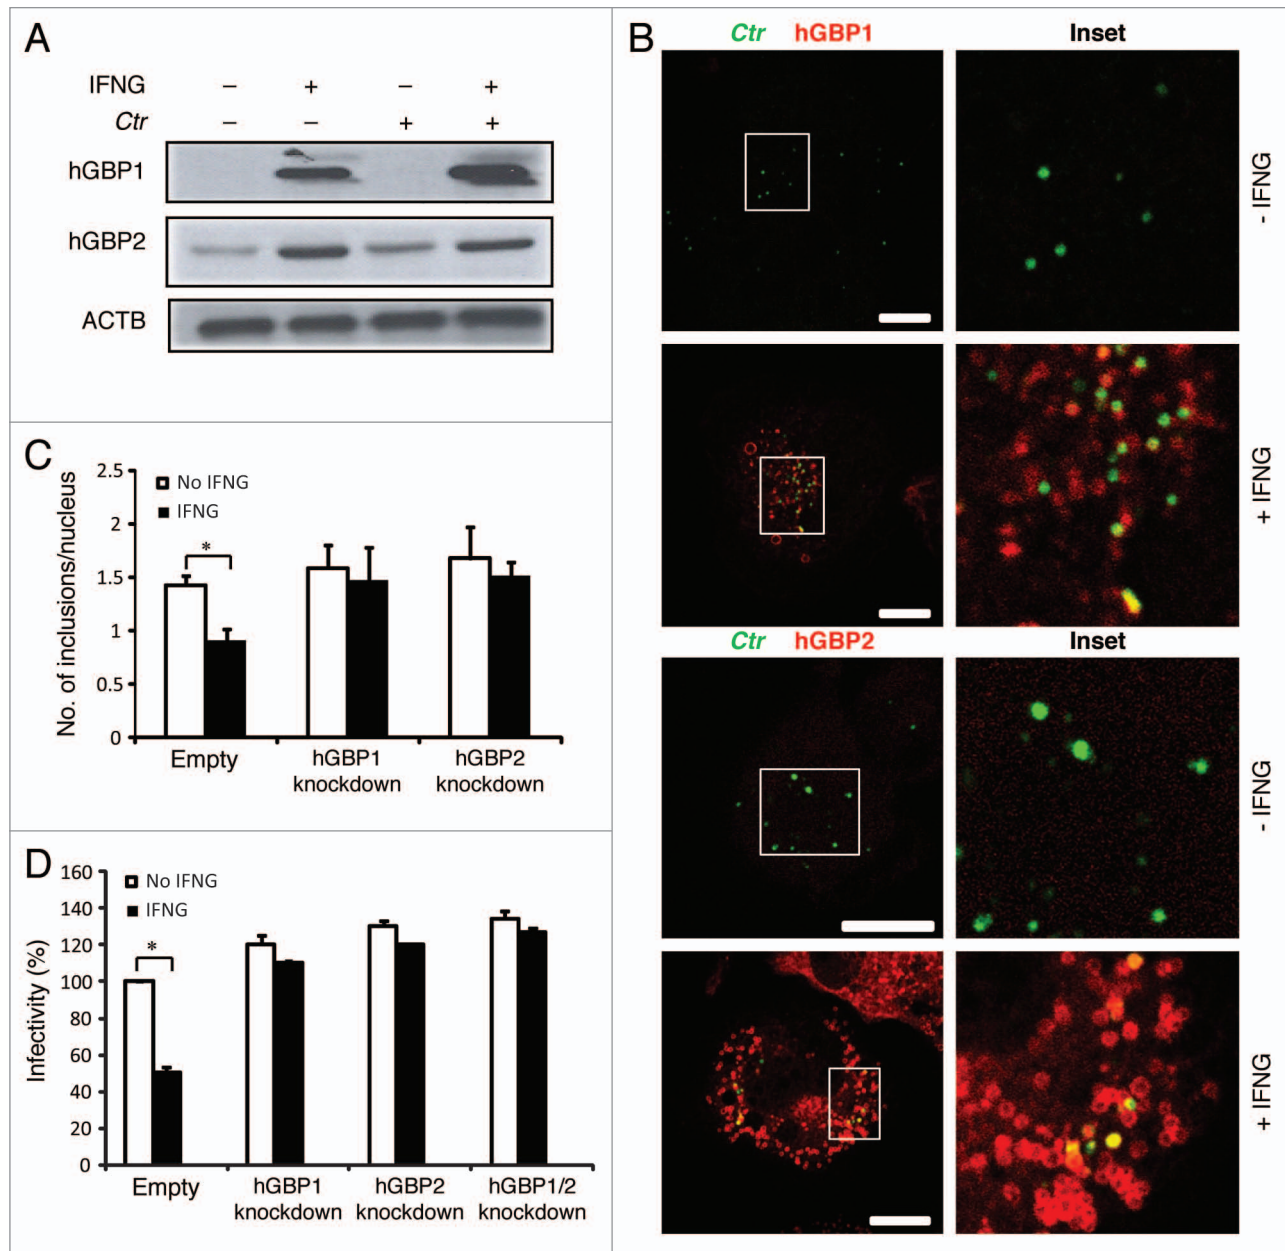 A
IFNG − + − +
Ctr − − + +
hGBP1
hGBP2
ACTB
B
Ctr hGBP1 Inset
- IFNG
+ IFNG
Ctr hGBP2 Inset
- IFNG
+ IFNG
C
No. of inclusions/nucleus
2.5
2
1.5
1
0.5
0
No IFNG
IFNG
*
Empty
hGBP1
knockdown
hGBP2
knockdown
D
Infectivity (%)
160
140
120
100
80
60
40
20
0
No IFNG
IFNG
*
Empty
hGBP1
knockdown
hGBP2
knockdown
hGBP1/2
knockdown